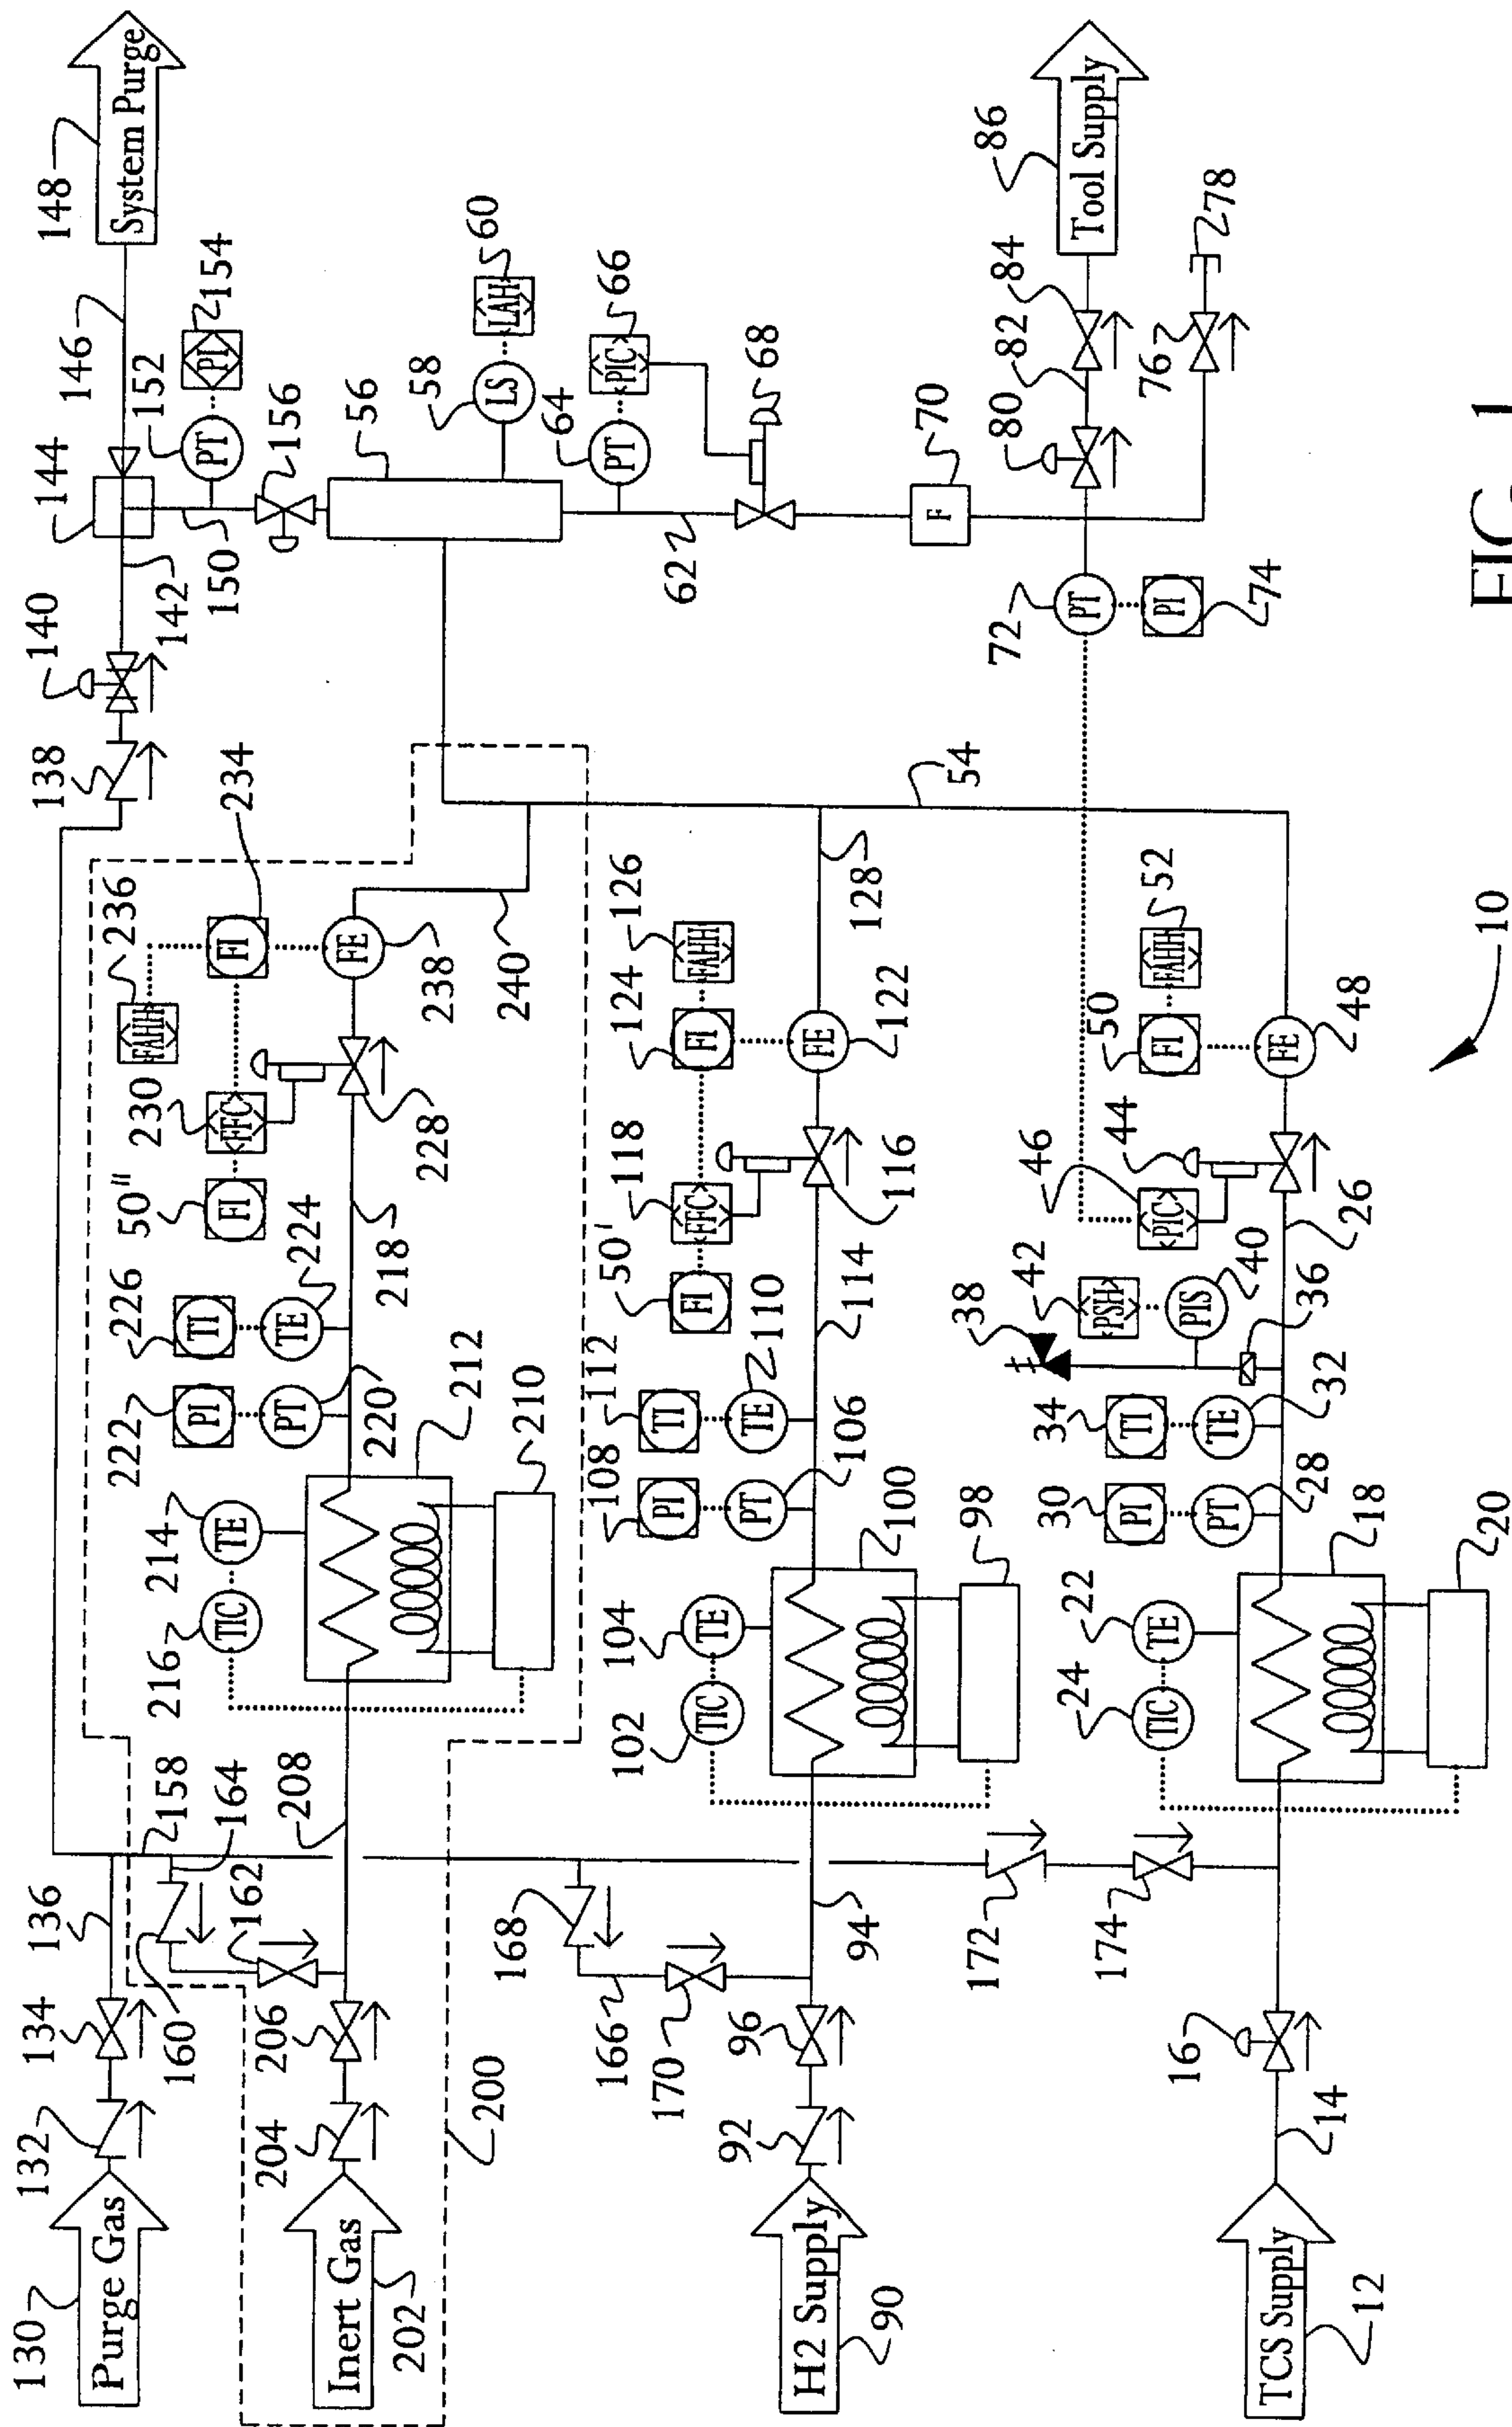 130
Purge Gas
132
134
136
158
160
164
162
138
140
142
144
146
148
System Purge
150
152
PT
154
PI
156
202
Inert Gas
204
206
208
200
216
TIC
214
TE
212
210
222
PI
PT
220
226
TI
TE
224
218
50"
FI
230
FFC
228
236
FAHH
234
FI
FE
238
240
56
58
LS
60
LAH
62
64
PT
66
PIC
68
70
F
90
H2 Supply
92
96
94
166
168
170
102
TIC
104
TE
100
98
108
PI
PT
106
112
TI
TE
110
114
50'
FI
118
FFC
116
124
FI
126
FAHH
FE
122
128
54
72
PT
PI
74
80
82
84
86
Tool Supply
76
78
12
TCS Supply
14
16
172
174
24
TIC
22
TE
18
20
30
PI
PT
28
34
TI
TE
32
38
36
42
PSH
PIS
40
46
PIC
44
26
50
FI
52
FAHH
FE
48
10
FIG. 1